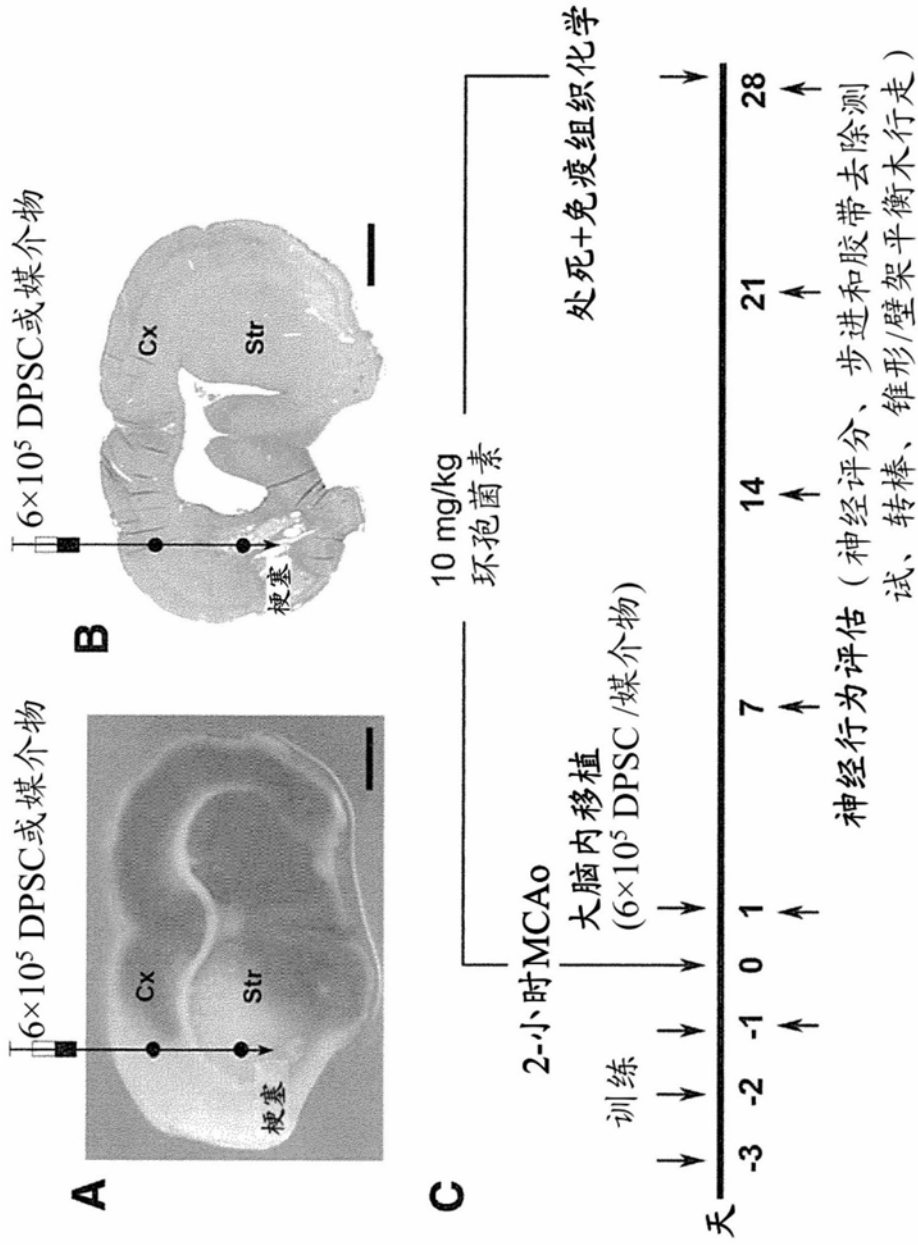 A
6×10⁵ DPSC或媒介物
Cx
Str
梗塞
B
6×10⁵ DPSC或媒介物
Cx
Str
梗塞
C
10 mg/kg
环孢菌素
2-小时MCAo
训练
大脑内移植
(6×10⁵ DPSC /媒介物)
处死+免疫组织化学
天
-3 -2 -1 0 1 7 14 21 28
神经行为评估（神经评分、步进和胶带去除测
试、转棒、锥形/壁架平衡木行走）